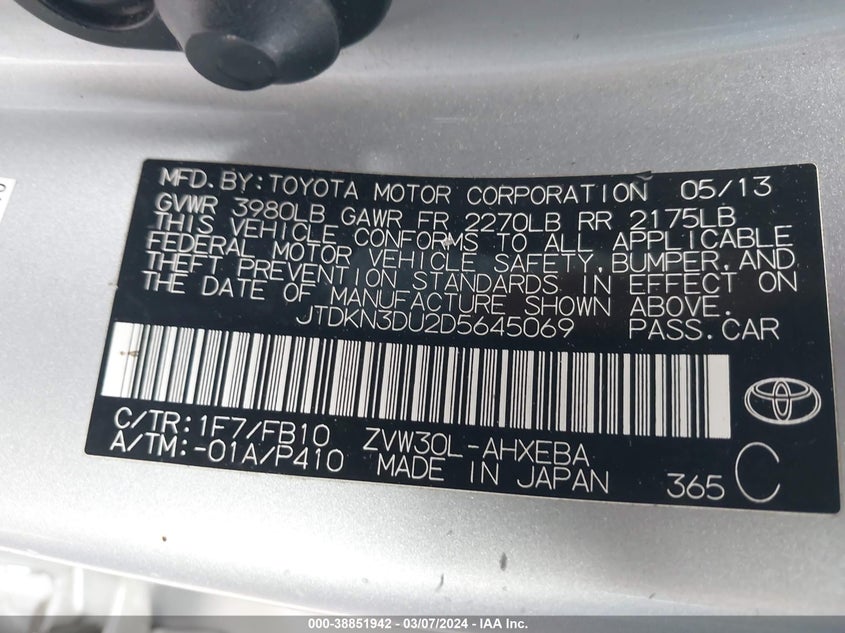 MFD.BY:TOYOTA MOTOR CORPORATION 05/13
GVWR 3980LB GAWR FR 2270LB RR 2175LB
THIS VEHICLE CONFORMS TO ALL APPLICABLE
FEDERAL MOTOR VEHICLE SAFETY,BUMPER,AND
THEFT PREVENTION STANDARDS IN EFFECT ON
THE DATE OF MANUFACTURE SHOWN ABOVE.
JTDKN3DU2D5645069 PASS.CAR
C/TR:1F7/FB10 ZVW30L-AHXEBA
A/TM:-01A/P410 MADE IN JAPAN 365 C
000-38851942 - 03/07/2024 - IAA Inc.